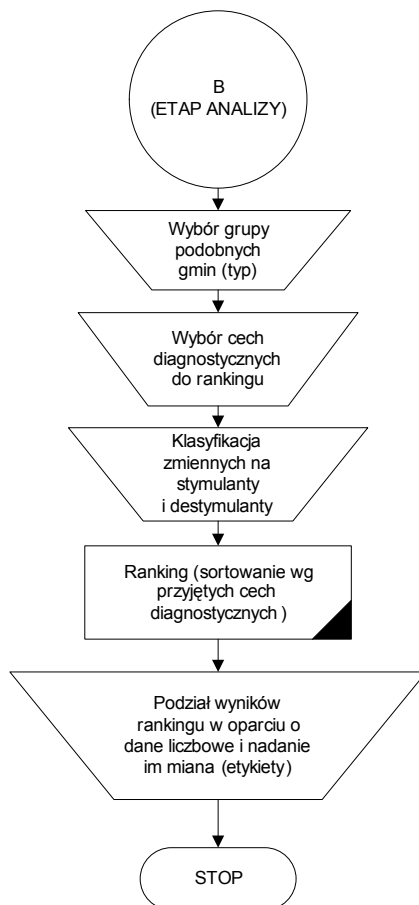 B
(ETAP ANALIZY)
Wybór grupy
podobnych
gmin (typ)
Wybór cech
diagnostycznych
do rankingu
Klasyfikacja
zmiennych na
stymulanty
i destymulanty
Ranking (sortowanie wg
przyjętych cech
diagnostycznych )
Podział wyników
rankingu w oparciu o
dane liczbowe i nadanie
im miana (etykiety)
STOP